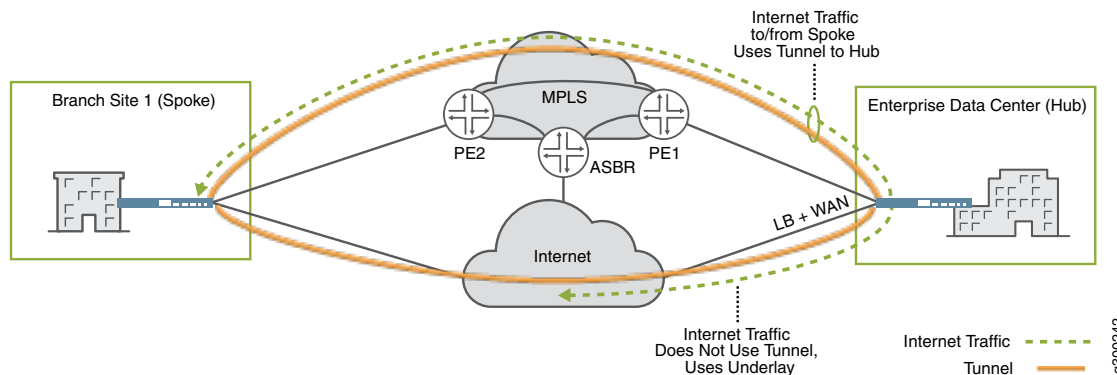 Internet Traffic
to/from Spoke
Uses Tunnel to Hub
Branch Site 1 (Spoke)
Enterprise Data Center (Hub)
MPLS
PE2
PE1
ASBR
LB + WAN
Internet
Internet Traffic
Does Not Use Tunnel,
Uses Underlay
Internet Traffic
Tunnel